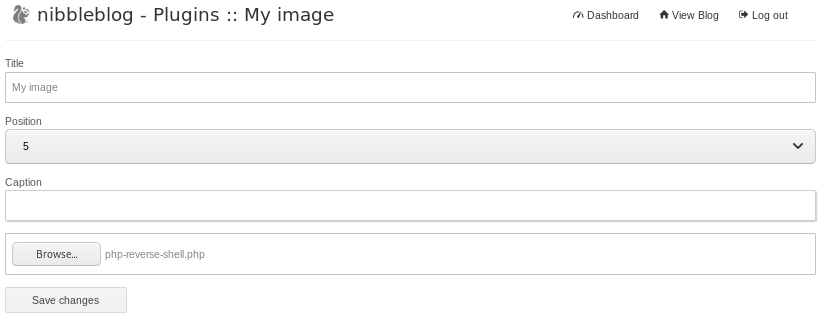 nibbleblog - Plugins :: My image
Dashboard View Blog Log out
Title
My image
Position
5
Caption
Browse... php-reverse-shell.php
Save changes